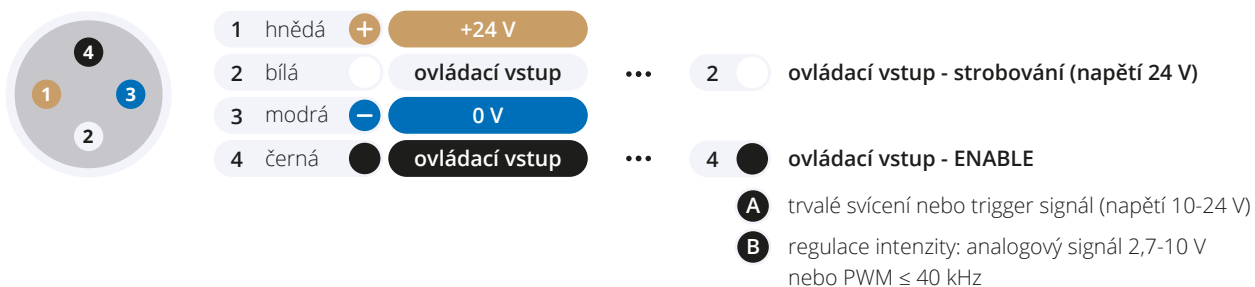 4
1
3
2
1 hnědá + +24 V
2 bílá ovládací vstup ••• 2 ovládací vstup - strobování (napětí 24 V)
3 modrá − 0 V
4 černá ovládací vstup ••• 4 ovládací vstup - ENABLE
A trvalé svícení nebo trigger signál (napětí 10-24 V)
B regulace intenzity: analogový signál 2,7-10 V
nebo PWM ≤ 40 kHz